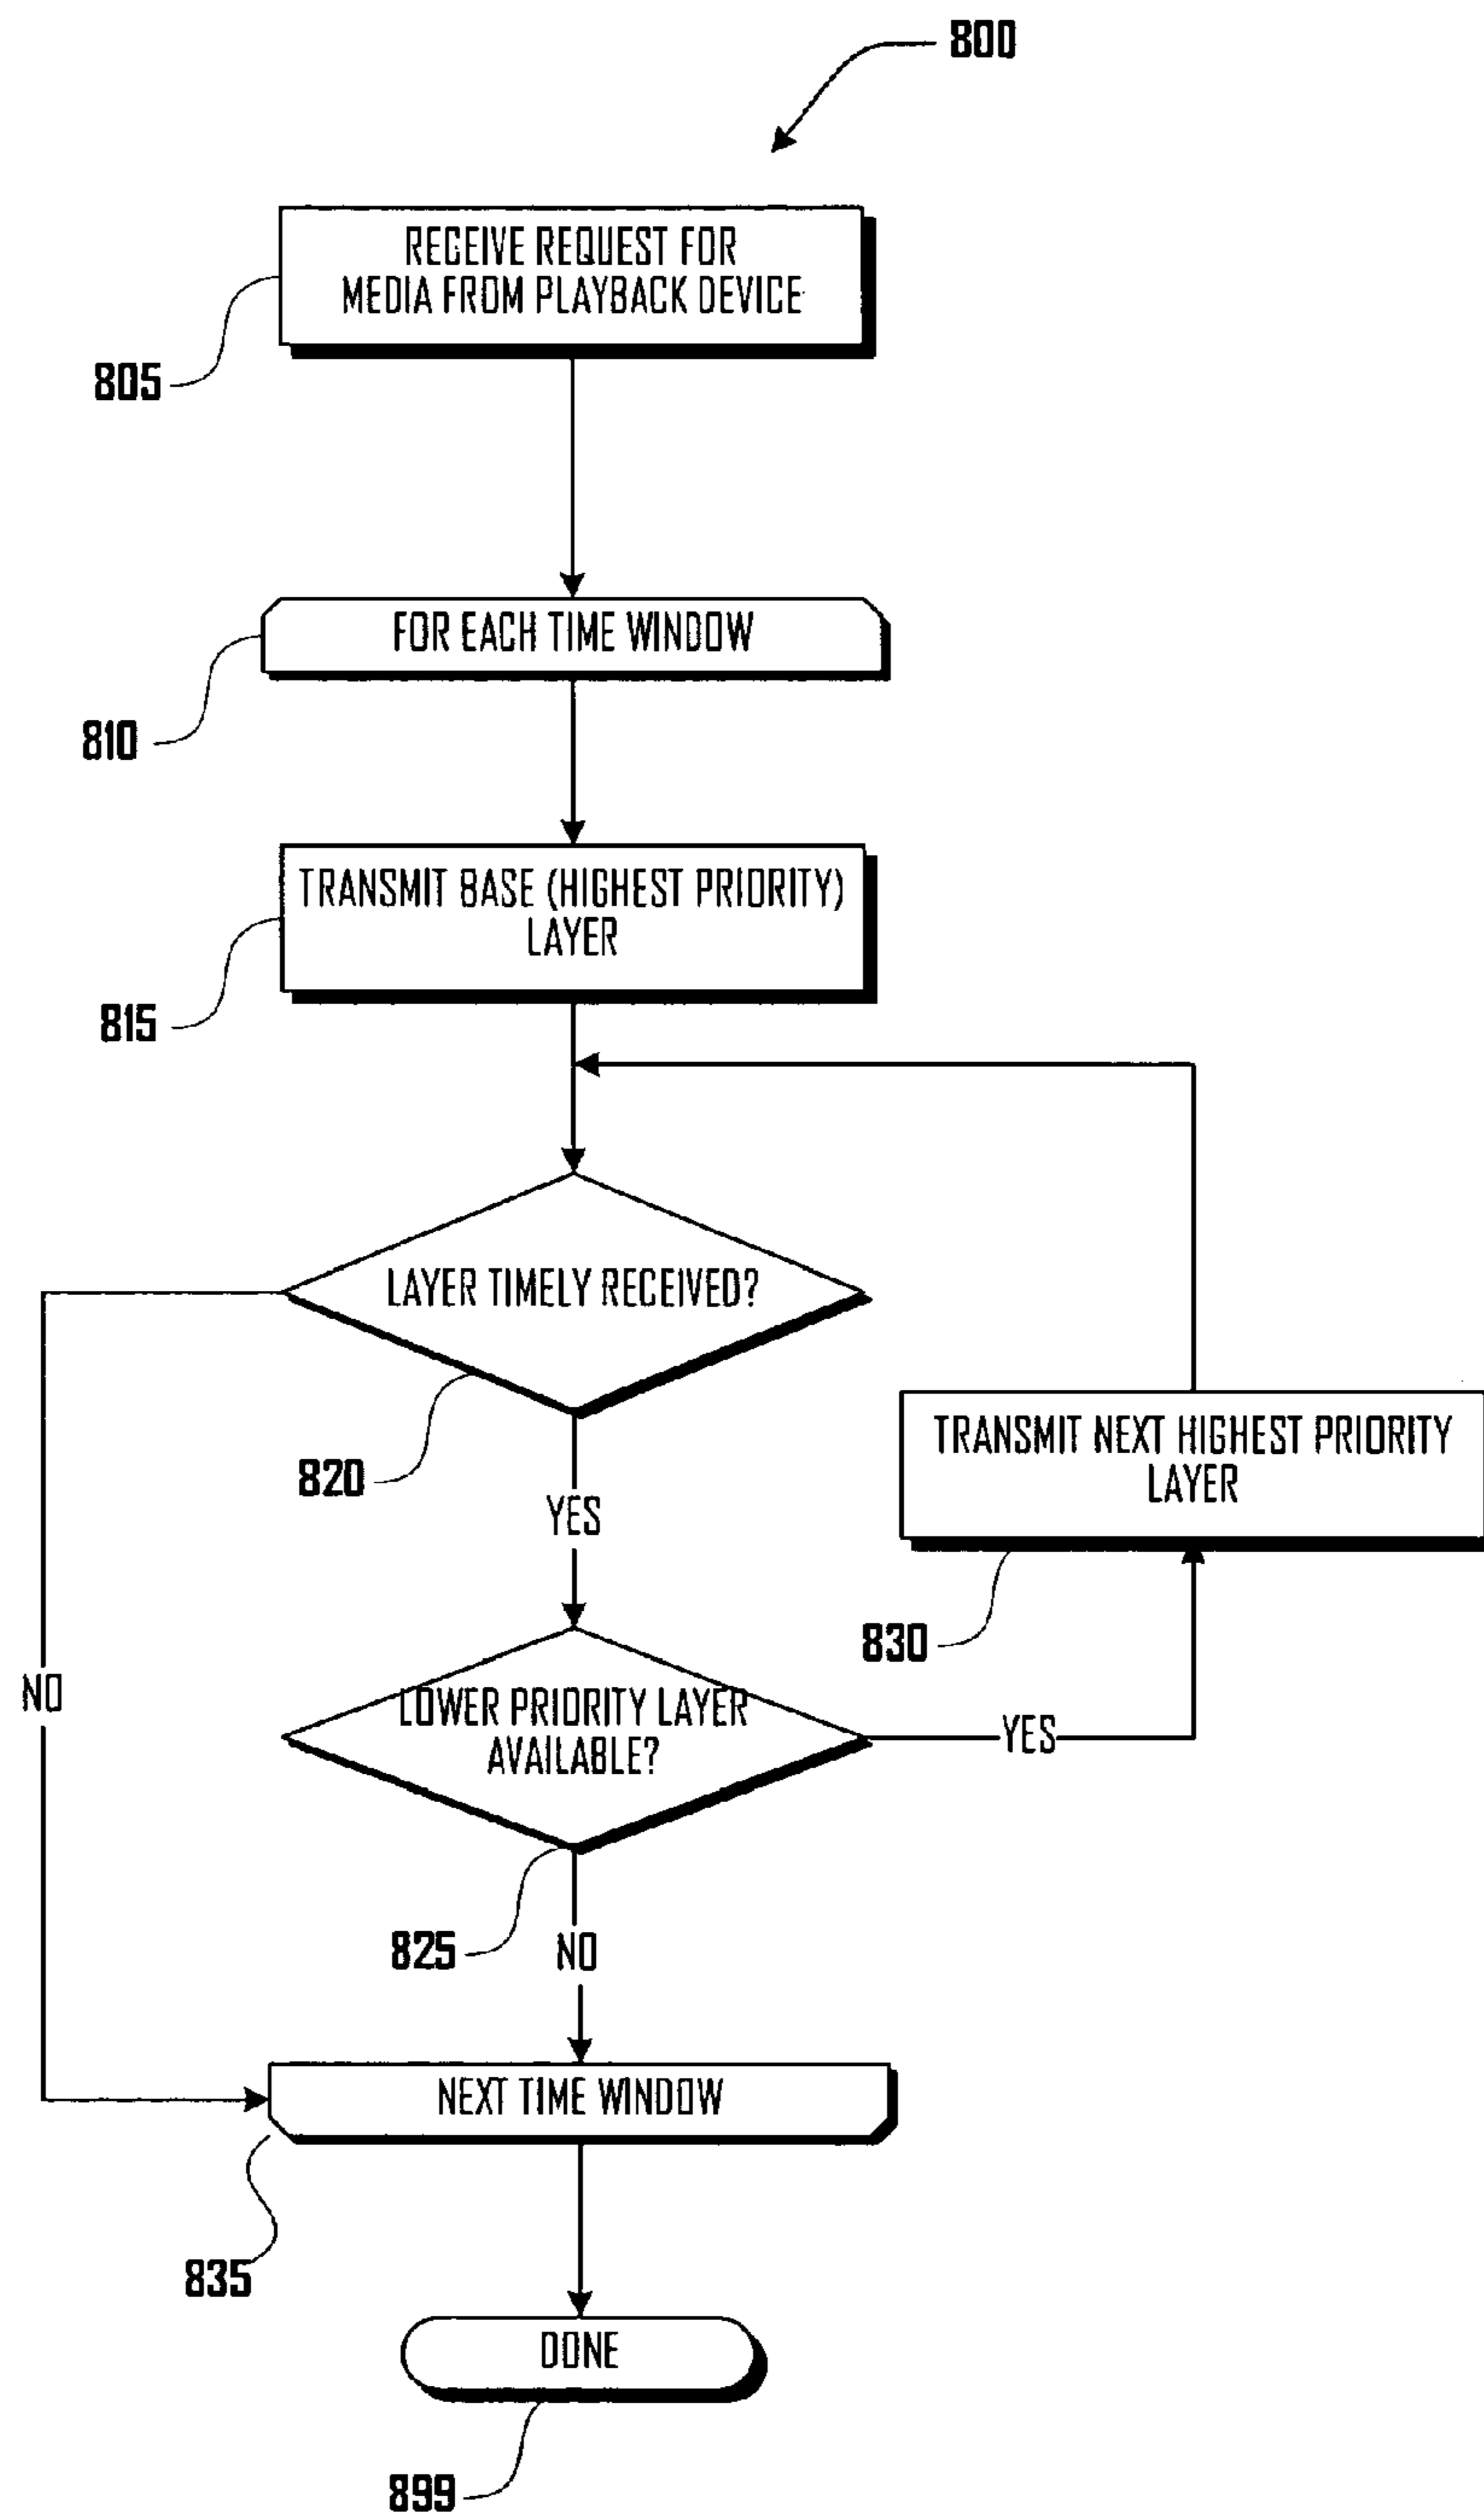 800
RECEIVE REQUEST FOR
MEDIA FROM PLAYBACK DEVICE
805
FOR EACH TIME WINDOW
810
TRANSMIT BASE (HIGHEST PRIORITY)
LAYER
815
LAYER TIMELY RECEIVED?
820
YES
TRANSMIT NEXT HIGHEST PRIORITY
LAYER
830
NO
LOWER PRIORITY LAYER
AVAILABLE?
YES
825
NO
NEXT TIME WINDOW
835
DONE
899